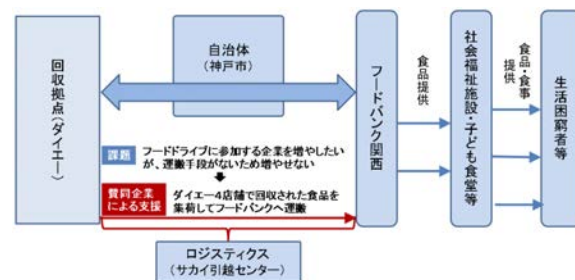 回収拠点(ダイエー)
自治体
(神戸市)
課題
フードドライブに参加する企業を増やしたい
が、運搬手段がないため増やせない
賛同企業
による支援
ダイエー4店舗で回収された食品を
集荷してフードバンクへ運搬
ロジスティクス
(サカイ引越センター)
フードバンク関西
食品提供
社会福祉施設・子ども食堂等
食品・食事
提供
生活困窮者等